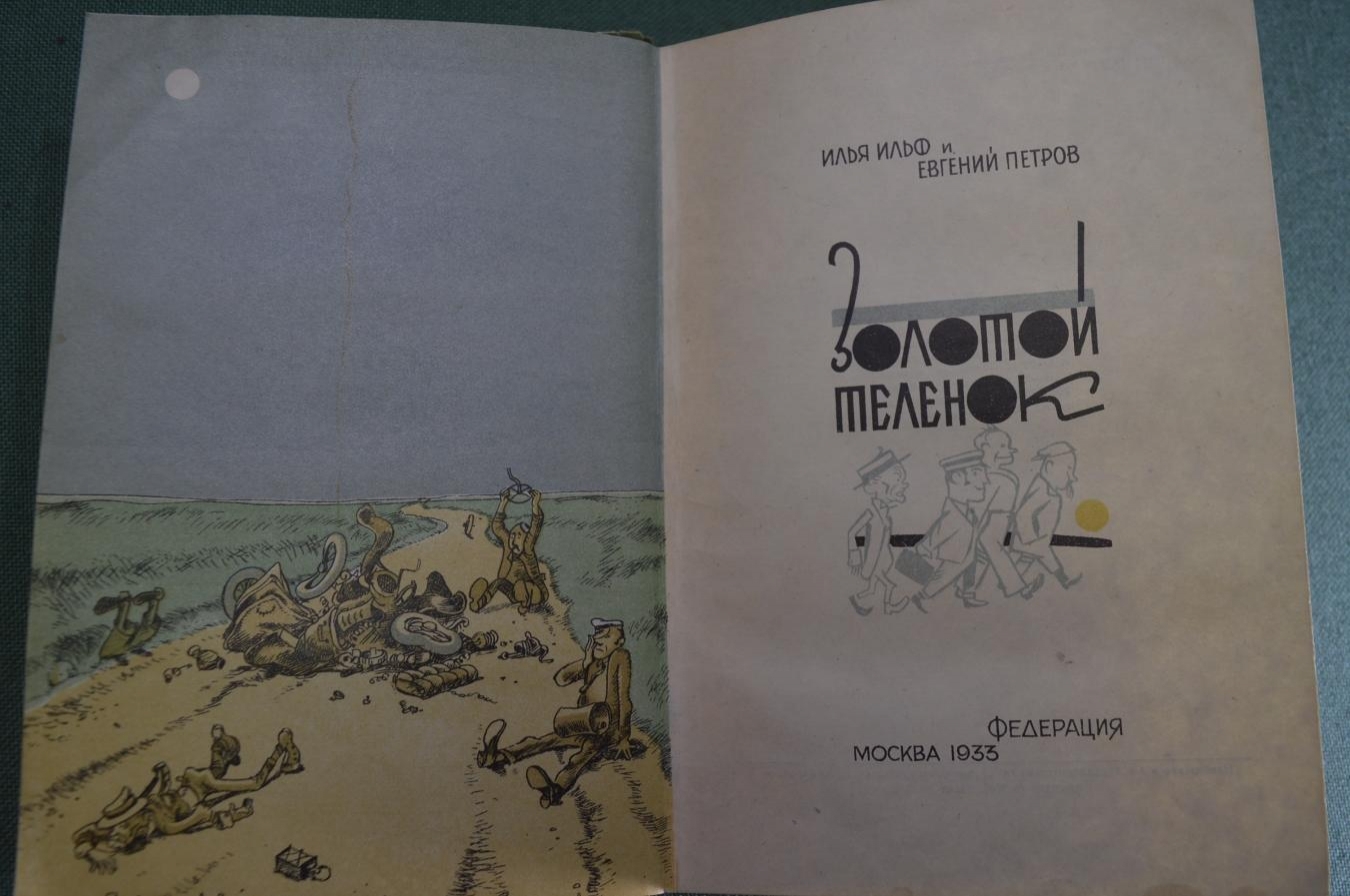 ИЛЬЯ ИЛЬФ и
ЕВГЕНИЙ ПЕТРОВ
ЗОЛОТОЙ
ТЕЛЕНОК
ФЕДЕРАЦИЯ
МОСКВА 1933